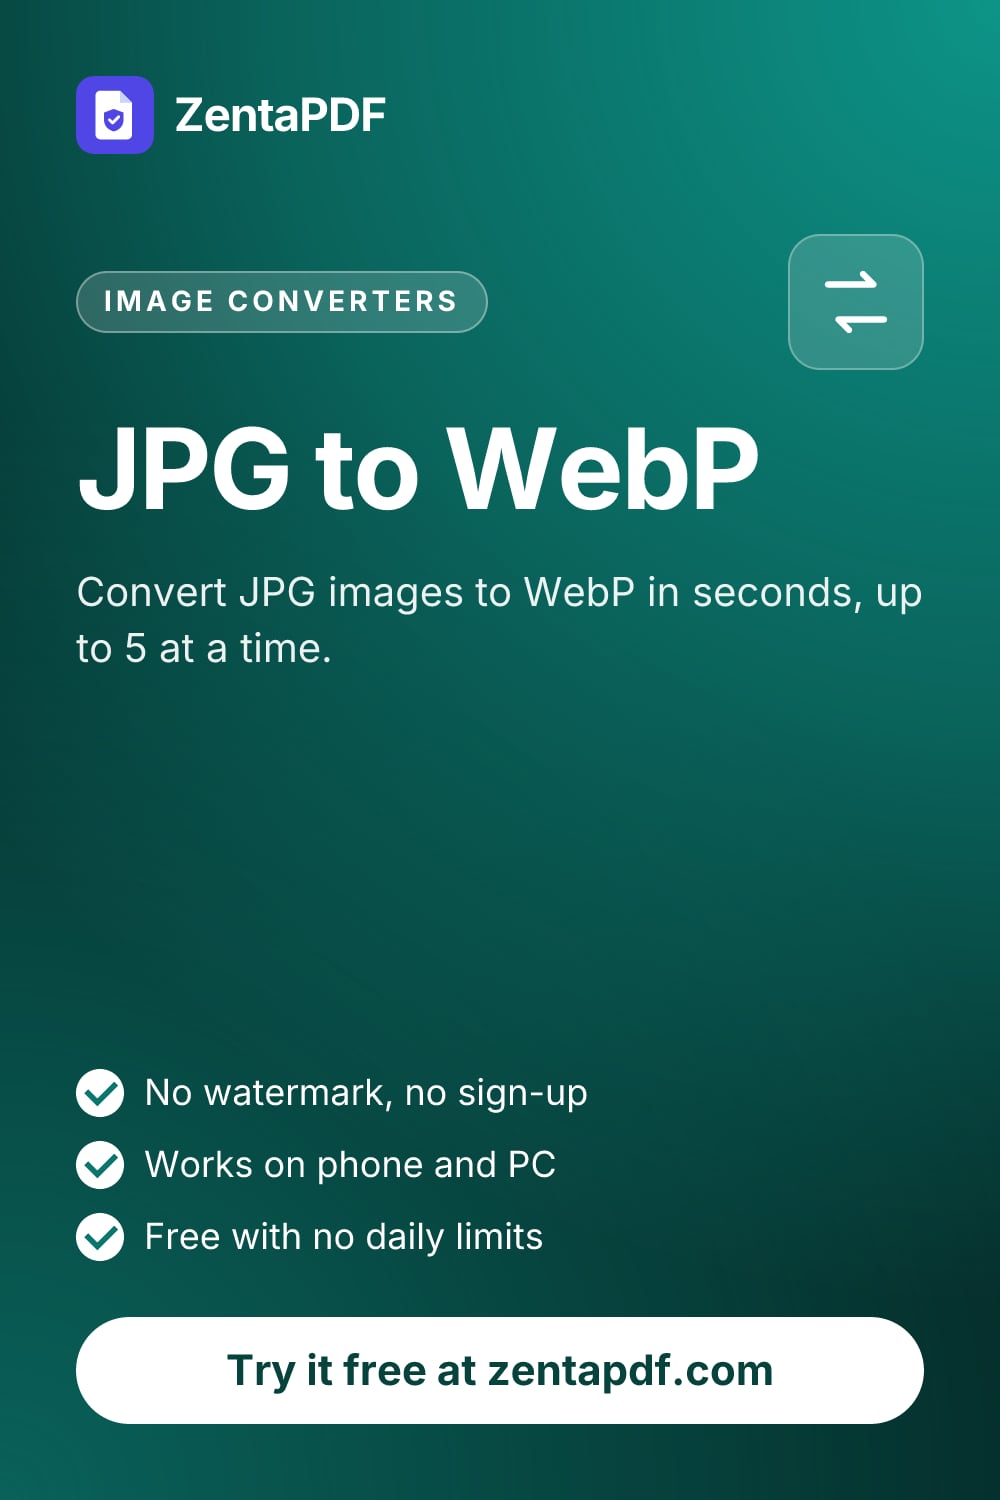 ZentaPDF
IMAGE CONVERTERS
JPG to WebP
Convert JPG images to WebP in seconds, up
to 5 at a time.
No watermark, no sign-up
Works on phone and PC
Free with no daily limits
Try it free at zentapdf.com